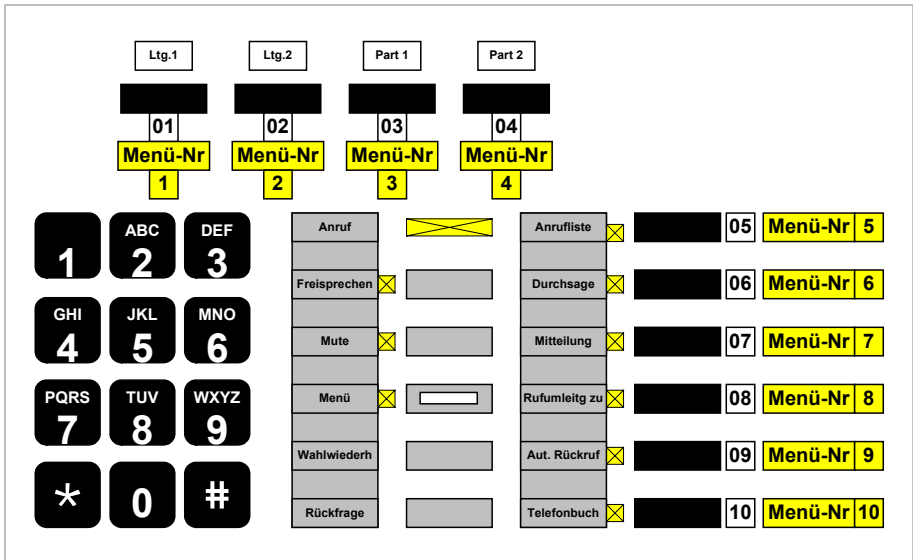 Ltg.1 Ltg.2 Part 1 Part 2
01 02 03 04
Menü-Nr Menü-Nr Menü-Nr Menü-Nr
1 2 3 4
1 ABC 2 DEF 3
GHI 4 JKL 5 MNO 6
PQRS 7 TUV 8 WXYZ 9
* 0 #
Anruf
Freisprechen
Mute
Menü
Wahlwiederh
Rückfrage
Anrufliste 05 Menü-Nr 5
Durchsage 06 Menü-Nr 6
Mitteilung 07 Menü-Nr 7
Rufumleitg zu 08 Menü-Nr 8
Aut. Rückruf 09 Menü-Nr 9
Telefonbuch 10 Menü-Nr 10